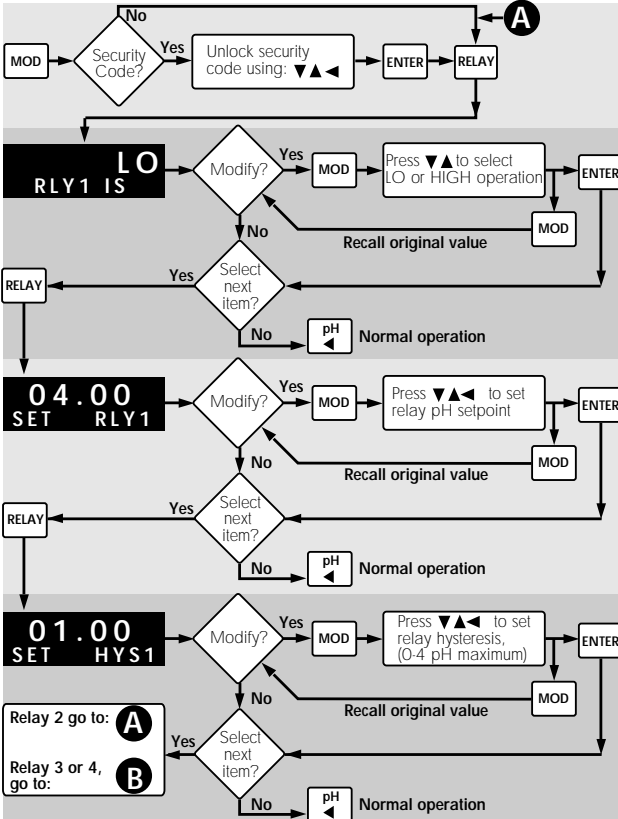 No
A
MOD
Security
Code?
Yes
Unlock security
code using: ▼▲◄
ENTER
RELAY
LO
RLY1 IS
Modify?
Yes
MOD
Press ▼▲ to select
LO or HIGH operation
ENTER
MOD
Recall original value
No
Select
next
item?
Yes
RELAY
No
pH
◄
Normal operation
04.00
SET RLY1
Modify?
Yes
MOD
Press ▼▲◄ to set
relay pH setpoint
ENTER
MOD
Recall original value
No
Select
next
item?
Yes
RELAY
No
pH
◄
Normal operation
01.00
SET HYS1
Modify?
Yes
MOD
Press ▼▲◄ to set
relay hysteresis,
(0-4 pH maximum)
ENTER
MOD
Recall original value
No
Select
next
item?
Yes
Relay 2 go to: A
Relay 3 or 4,
go to: B
No
pH
◄
Normal operation